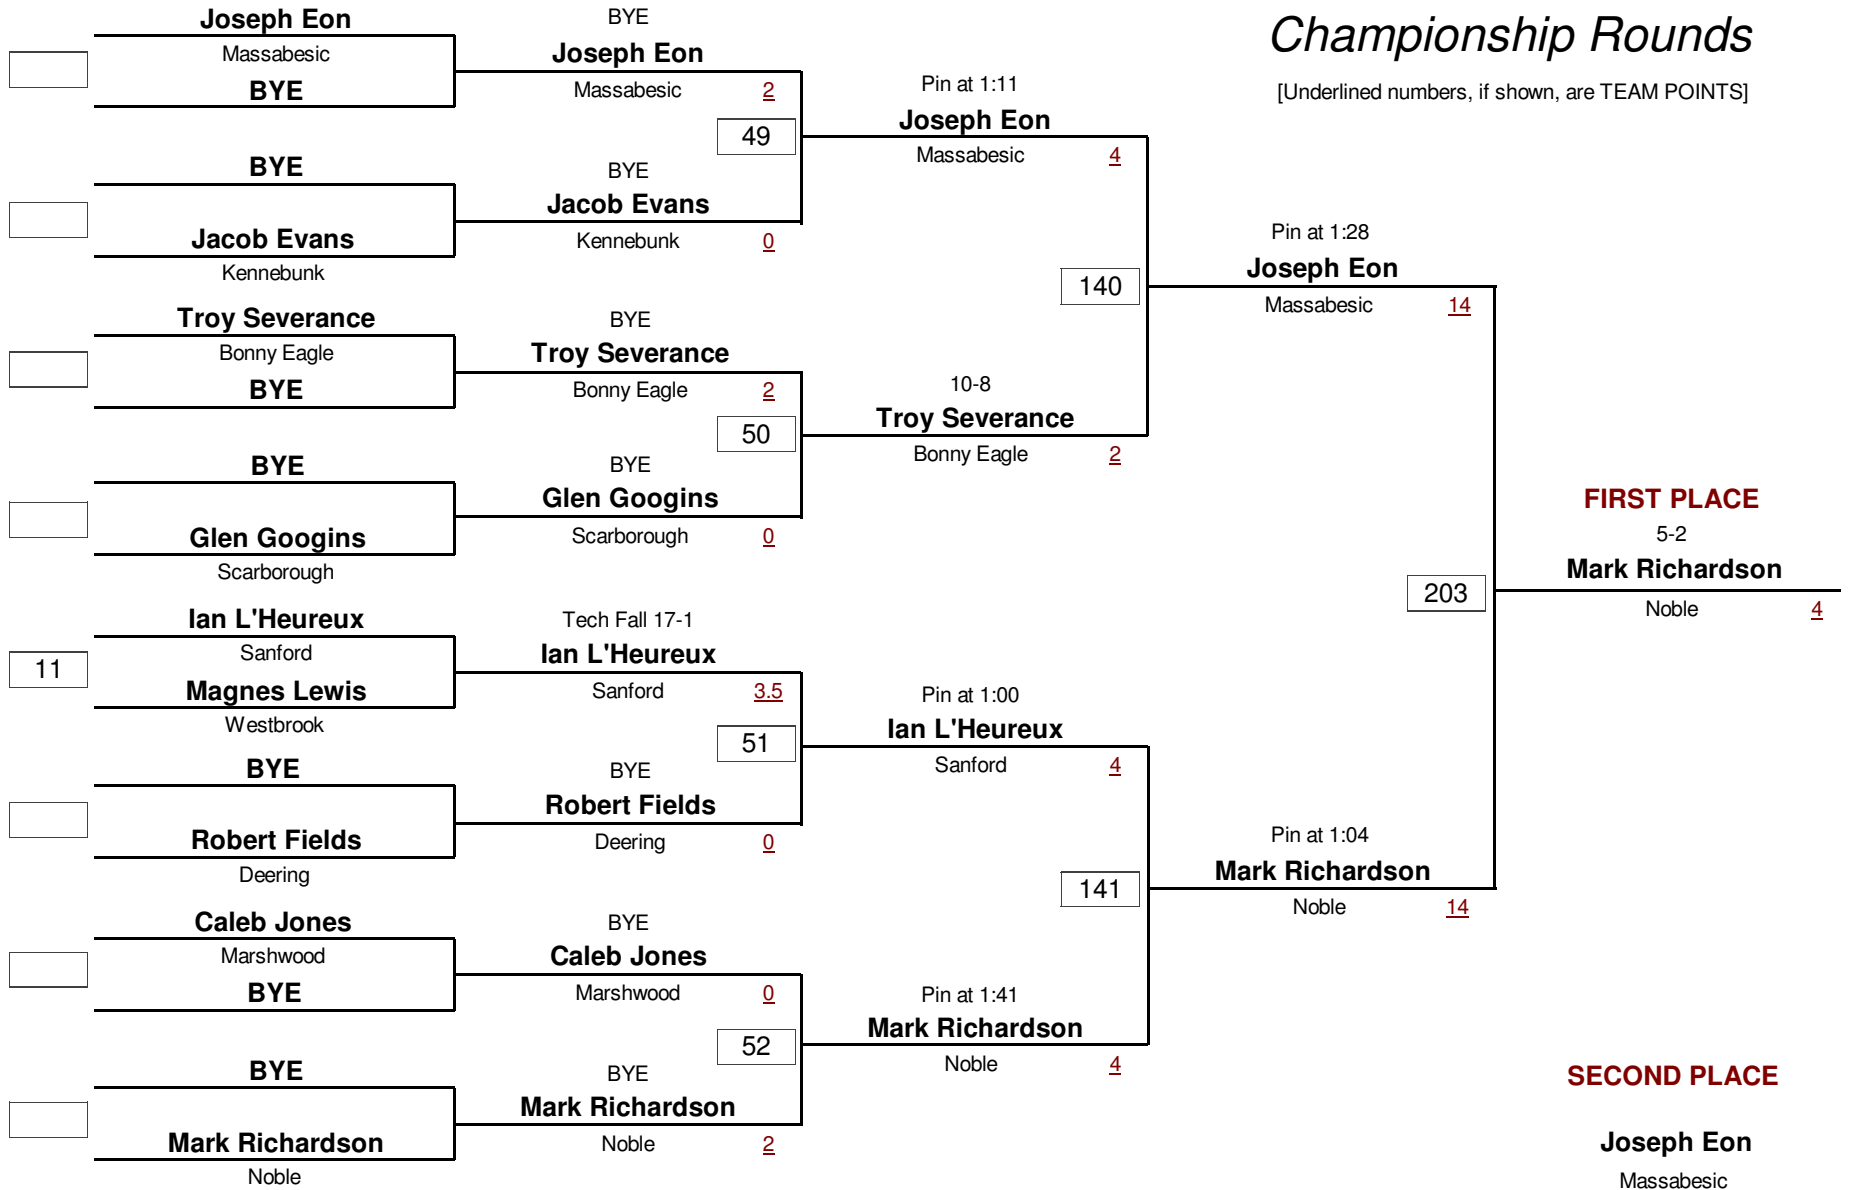 Championship Rounds
[Underlined numbers, if shown, are TEAM POINTS]
Joseph Eon
Massabesic
BYE
BYE
Jacob Evans
Kennebunk
Troy Severance
Bonny Eagle
BYE
BYE
Glen Googins
Scarborough
Ian L'Heureux
Sanford
11
Magnes Lewis
Westbrook
BYE
Robert Fields
Deering
Caleb Jones
Marshwood
BYE
BYE
Mark Richardson
Noble
BYE
Joseph Eon
Massabesic 2
49
BYE
Jacob Evans
Kennebunk 0
BYE
Troy Severance
Bonny Eagle 2
50
BYE
Glen Googins
Scarborough 0
Tech Fall 17-1
Ian L'Heureux
Sanford 3.5
51
BYE
Robert Fields
Deering 0
BYE
Caleb Jones
Marshwood 0
52
BYE
Mark Richardson
Noble 2
Pin at 1:11
Joseph Eon
Massabesic 4
140
10-8
Troy Severance
Bonny Eagle 2
Pin at 1:00
Ian L'Heureux
Sanford 4
141
Pin at 1:41
Mark Richardson
Noble 4
Pin at 1:28
Joseph Eon
Massabesic 14
203
Pin at 1:04
Mark Richardson
Noble 14
FIRST PLACE
5-2
Mark Richardson
Noble 4
SECOND PLACE
Joseph Eon
Massabesic